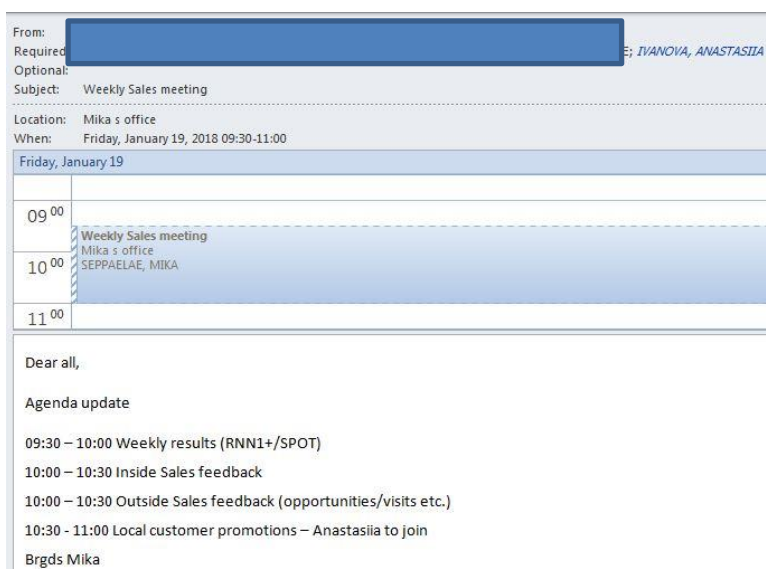 From:
Required E; IVANOVA, ANASTASIIA
Optional:
Subject: Weekly Sales meeting
Location: Mika s office
When: Friday, January 19, 2018 09:30-11:00
Friday, January 19
09 00
Weekly Sales meeting
Mika s office
10 00 SEPPAELAE, MIKA
11 00
Dear all,
Agenda update
09:30 – 10:00 Weekly results (RNN1+/SPOT)
10:00 – 10:30 Inside Sales feedback
10:00 – 10:30 Outside Sales feedback (opportunities/visits etc.)
10:30 - 11:00 Local customer promotions – Anastasiia to join
Brgds Mika